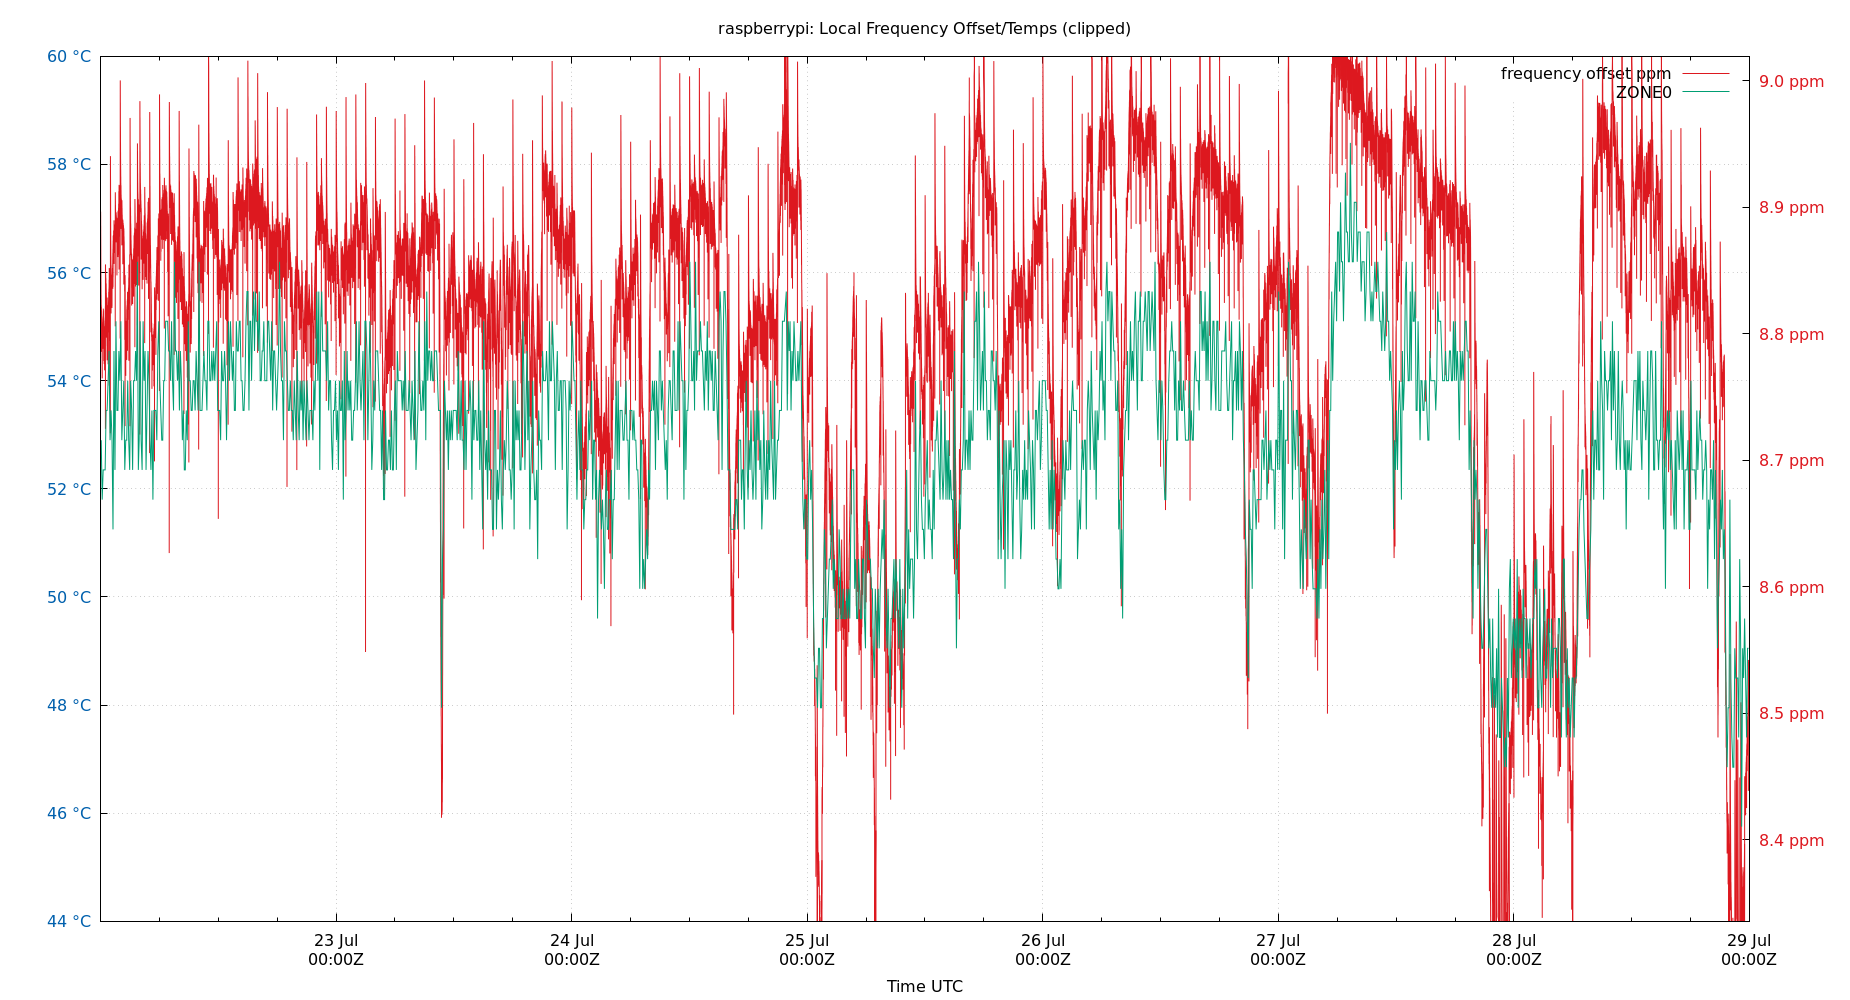 raspberrypi: Local Frequency Offset/Temps (clipped)
60 °C
58 °C
56 °C
54 °C
52 °C
50 °C
48 °C
46 °C
44 °C
frequency offset ppm
ZONE0
9.0 ppm
8.9 ppm
8.8 ppm
8.7 ppm
8.6 ppm
8.5 ppm
8.4 ppm
23 Jul
00:00Z
24 Jul
00:00Z
25 Jul
00:00Z
26 Jul
00:00Z
27 Jul
00:00Z
28 Jul
00:00Z
29 Jul
00:00Z
Time UTC